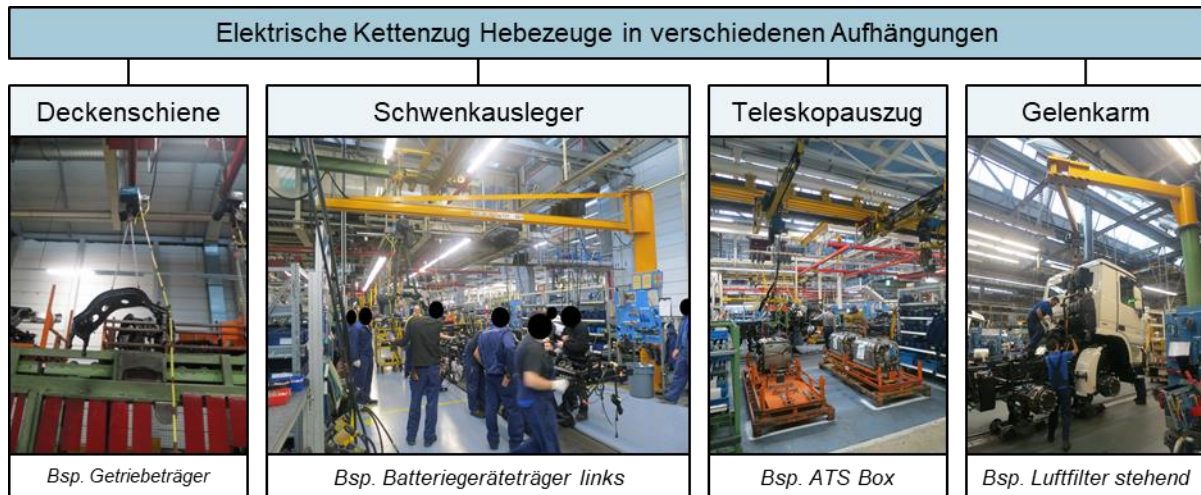 Elektrische Kettenzug Hebezeuge in verschiedenen Aufhängungen
Deckenschiene
Schwenkausleger
Teleskopauszug
Gelenkarm
Bsp. Getriebeträger
Bsp. Batteriegeräteträger links
Bsp. ATS Box
Bsp. Luftfilter stehend